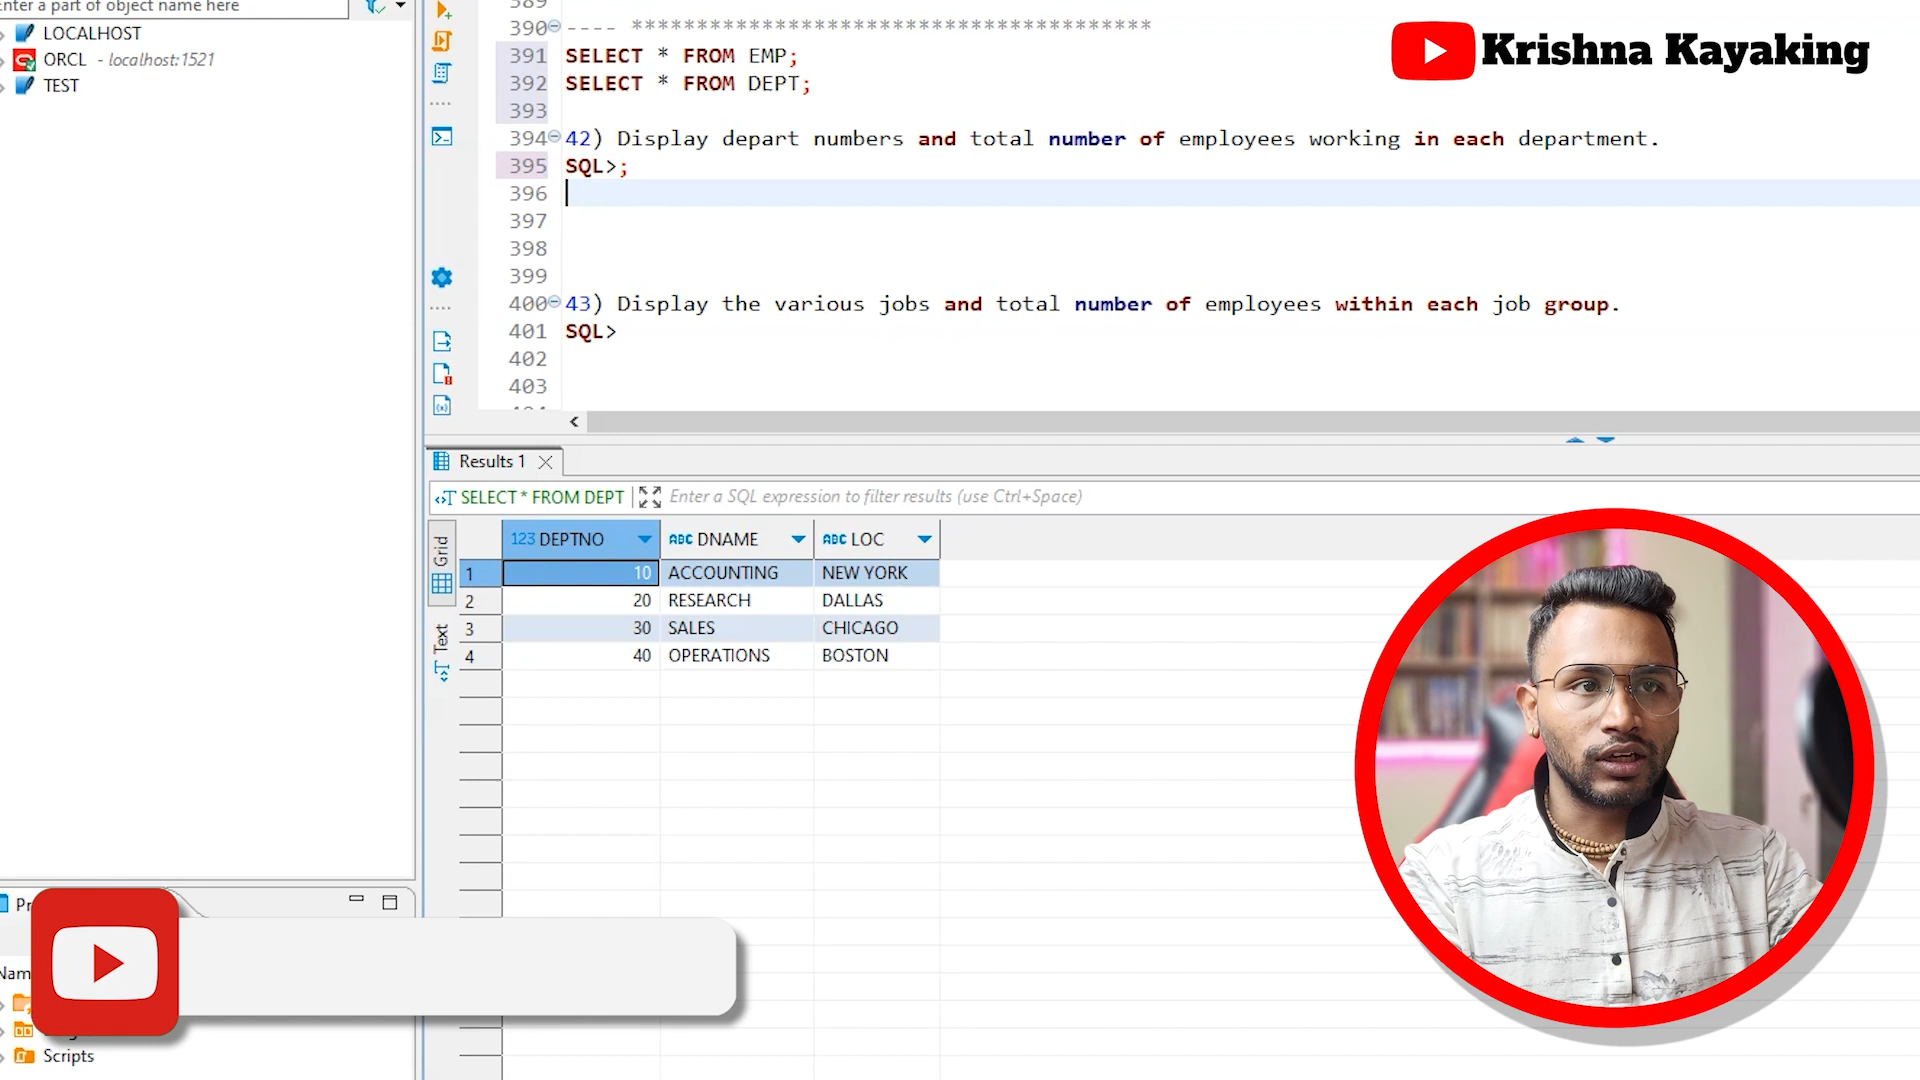 Enter a part of object name here
LOCALHOST
ORCL - localhost:1521
TEST
389
390 ---- ****************************************
391 SELECT * FROM EMP;
392 SELECT * FROM DEPT;
393
394 42) Display depart numbers and total number of employees working in each department.
395 SQL>;
396
397
398
399
400 43) Display the various jobs and total number of employees within each job group.
401 SQL>
402
403
Krishna Kayaking
Results 1
SELECT * FROM DEPT
Enter a SQL expression to filter results (use Ctrl+Space)
Grid
Text
123 DEPTNO ABC DNAME ABC LOC
1 10 ACCOUNTING NEW YORK
2 20 RESEARCH DALLAS
3 30 SALES CHICAGO
4 40 OPERATIONS BOSTON
Scripts